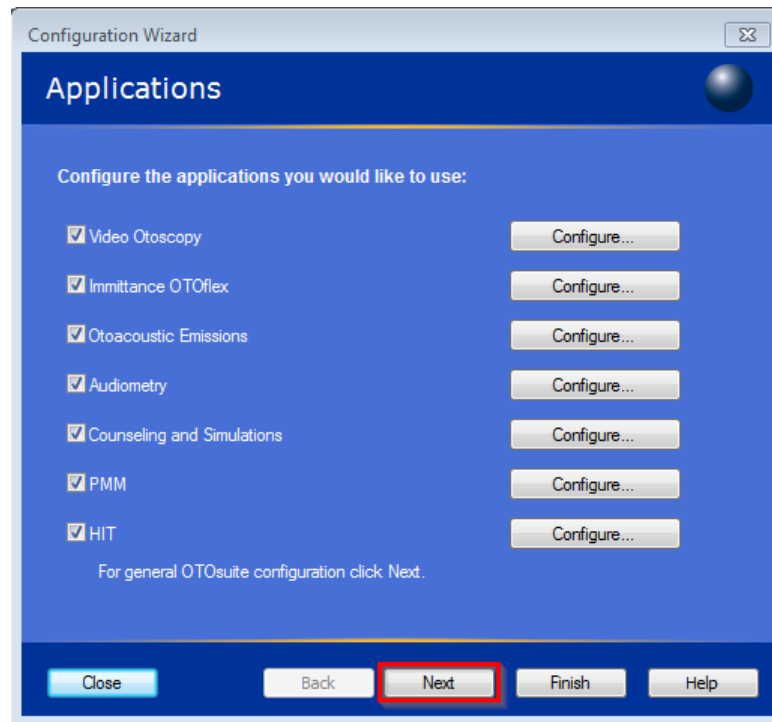 Configuration Wizard
Applications
Configure the applications you would like to use:
Video Otoscopy Configure...
Immittance OTOflex Configure...
Otoacoustic Emissions Configure...
Audiometry Configure...
Counseling and Simulations Configure...
PMM Configure...
HIT Configure...
For general OTOsuite configuration click Next.
Close Back Next Finish Help